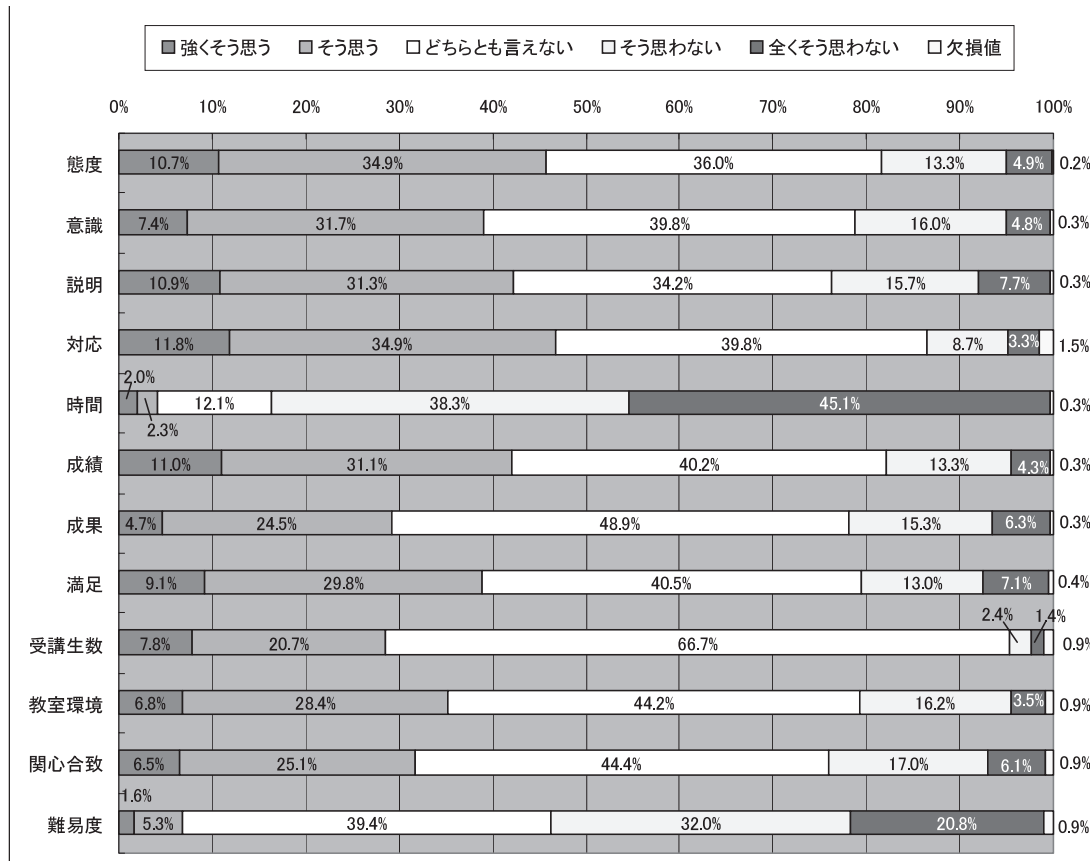 強くそう思う そう思う どちらとも言えない そう思わない 全くそう思わない 欠損値
0% 10% 20% 30% 40% 50% 60% 70% 80% 90% 100%
態度 10.7% 34.9% 36.0% 13.3% 4.9% 0.2%
意識 7.4% 31.7% 39.8% 16.0% 4.8% 0.3%
説明 10.9% 31.3% 34.2% 15.7% 7.7% 0.3%
対応 11.8% 34.9% 39.8% 8.7% 3.3% 1.5%
時間 2.0% 2.3% 12.1% 38.3% 45.1% 0.3%
成績 11.0% 31.1% 40.2% 13.3% 4.3% 0.3%
成果 4.7% 24.5% 48.9% 15.3% 6.3% 0.3%
満足 9.1% 29.8% 40.5% 13.0% 7.1% 0.4%
受講生数 7.8% 20.7% 66.7% 2.4% 1.4% 0.9%
教室環境 6.8% 28.4% 44.2% 16.2% 3.5% 0.9%
関心合致 6.5% 25.1% 44.4% 17.0% 6.1% 0.9%
難易度 1.6% 5.3% 39.4% 32.0% 20.8% 0.9%